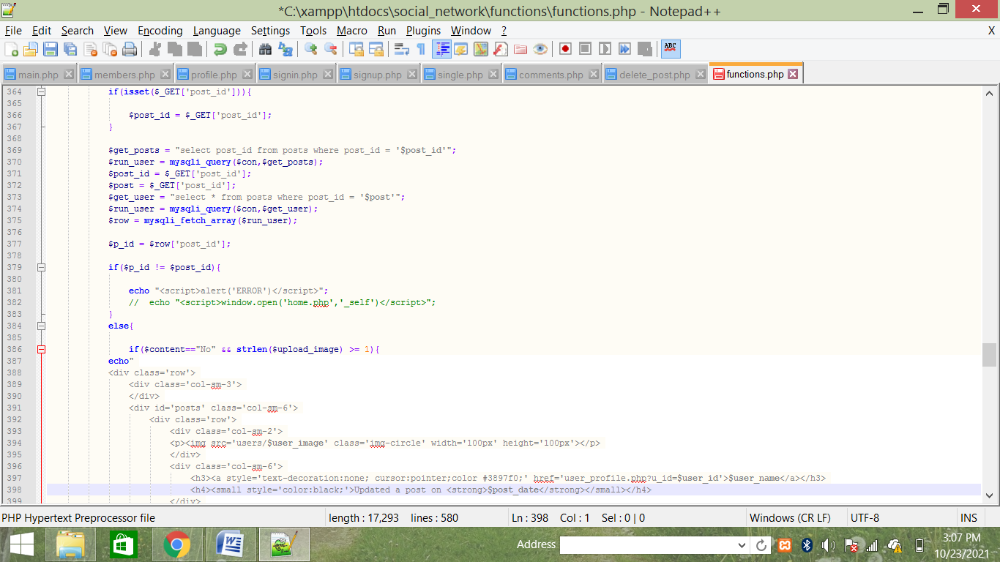 *C:\xampp\htdocs\social_network\functions\functions.php - Notepad++
File Edit Search View Encoding Language Settings Tools Macro Run Plugins Window ? X
ABC
main.php members.php profile.php signin.php signup.php single.php comments.php delete_post.php functions.php
364 if(isset($_GET['post_id'])){
365
366 $post_id = $_GET['post_id'];
367 }
368
369 $get_posts = "select post_id from posts where post_id = '$post_id'";
370 $run_user = mysqli_query($con,$get_posts);
371 $post_id = $_GET['post_id'];
372 $post = $_GET['post_id'];
373 $get_user = "select * from posts where post_id = '$post'";
374 $run_user = mysqli_query($con,$get_user);
375 $row = mysqli_fetch_array($run_user);
376
377 $p_id = $row['post_id'];
378
379 if($p_id != $post_id){
380
381 echo "<script>alert('ERROR')</script>";
382 // echo "<script>window.open('home.php','_self')</script>";
383 }
384 else{
385
386 if($content=="No" && strlen($upload_image) >= 1){
387 echo"
388 <div class='row'>
389 <div class='col-sm-3'>
390 </div>
391 <div id='posts' class='col-sm-6'>
392 <div class='row'>
393 <div class='col-sm-2'>
394 <p><img src='users/$user_image' class='img-circle' width='100px' height='100px'></p>
395 </div>
396 <div class='col-sm-6'>
397 <h3><a style='text-decoration:none; cursor:pointer;color #3897f0;' href='user_profile.php?u_id=$user_id'>$user_name</a></h3>
398 <h4><small style='color:black;'>Updated a post on <strong>$post_date</strong></small></h4>
399 </div>
PHP Hypertext Preprocessor file length : 17,293 lines : 580 Ln : 398 Col : 1 Sel : 0 | 0 Windows (CR LF) UTF-8 INS
Address
3:07 PM
10/23/2021